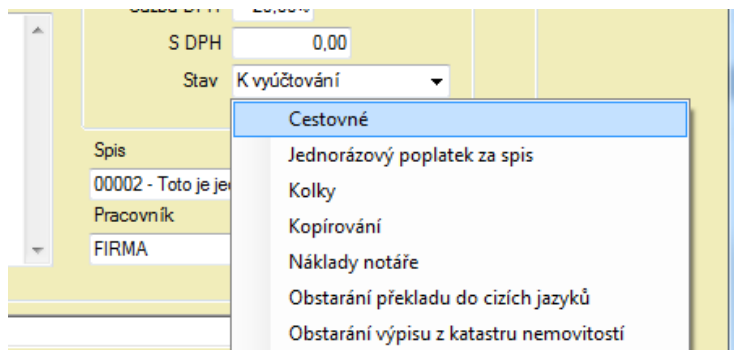 S DPH 0,00
Stav K vyúčtování
Cestovné
Spis
Jednorázový poplatek za spis
00002 - Toto je
Kolky
Pracovník
Kopírování
FIRMA
Náklady notáře
Obstarání překladu do cizích jazyků
Obstarání výpisu z katastru nemovitostí